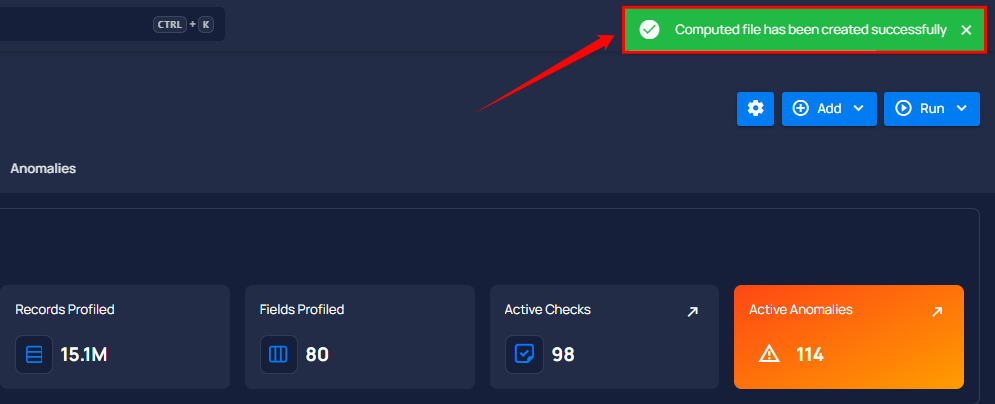 CTRL + K
Computed file has been created successfully
Add
Run
Anomalies
Records Profiled
Fields Profiled
Active Checks
Active Anomalies
15.1M
80
98
114